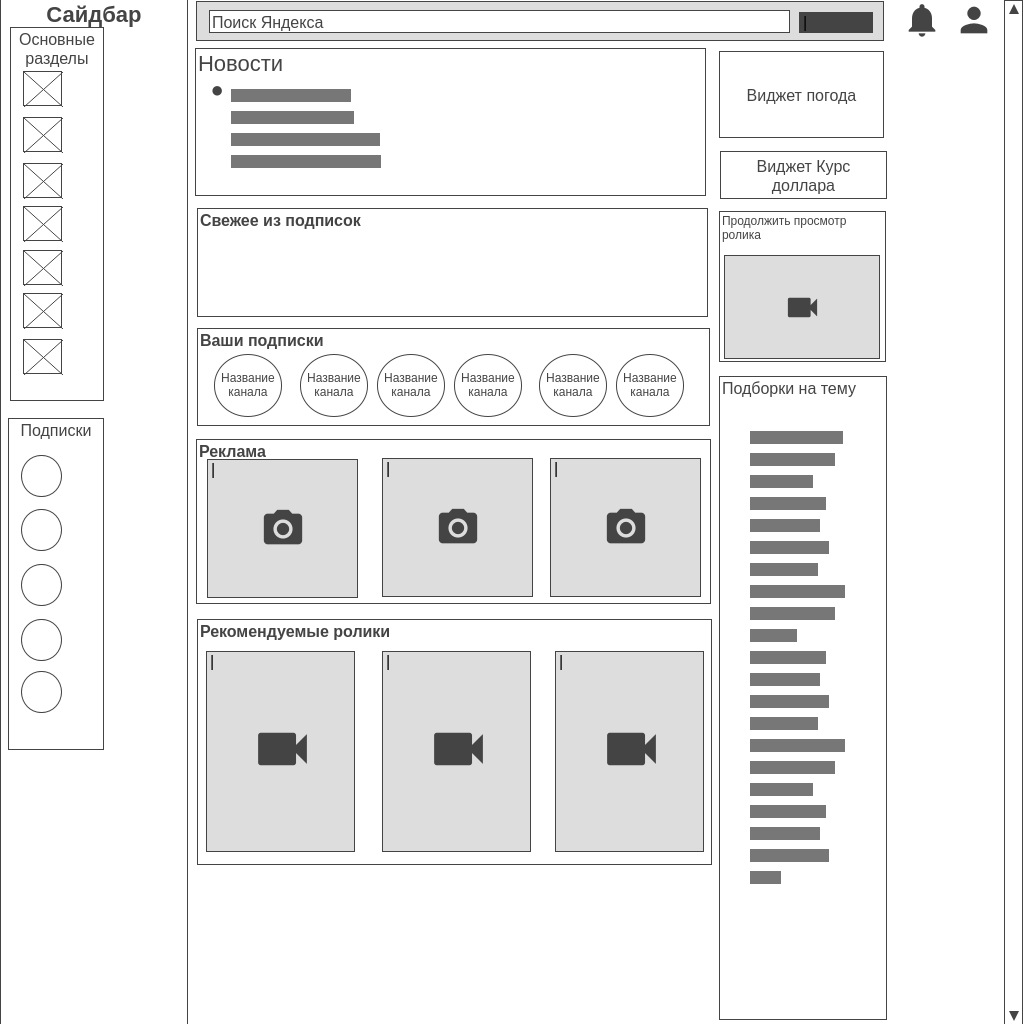 Сайдбар
Основные
разделы
Подписки
Поиск Яндекса
Новости
Свежее из подписок
Ваши подписки
Название
канала
Название
канала
Название
канала
Название
канала
Название
канала
Название
канала
Реклама
Рекомендуемые ролики
Виджет погода
Виджет Курс
доллара
Продолжить просмотр
ролика
Подборки на тему